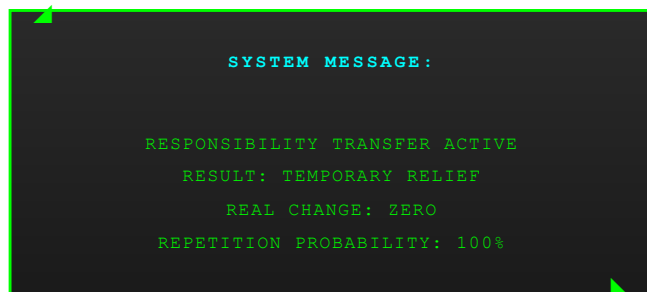 SYSTEM MESSAGE:
RESPONSIBILITY TRANSFER ACTIVE
RESULT: TEMPORARY RELIEF
REAL CHANGE: ZERO
REPETITION PROBABILITY: 100%